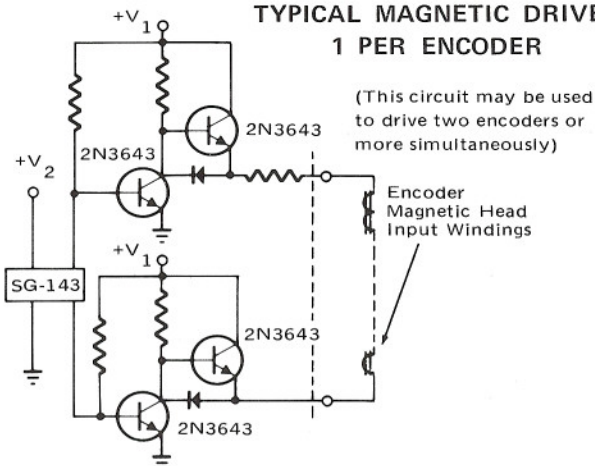 TYPICAL MAGNETIC DRIVE
1 PER ENCODER
(This circuit may be used
to drive two encoders or
more simultaneously)
+V1
2N3643
2N3643
+V2
Encoder
Magnetic Head
Input Windings
+V1
SG-143
2N3643
2N3643